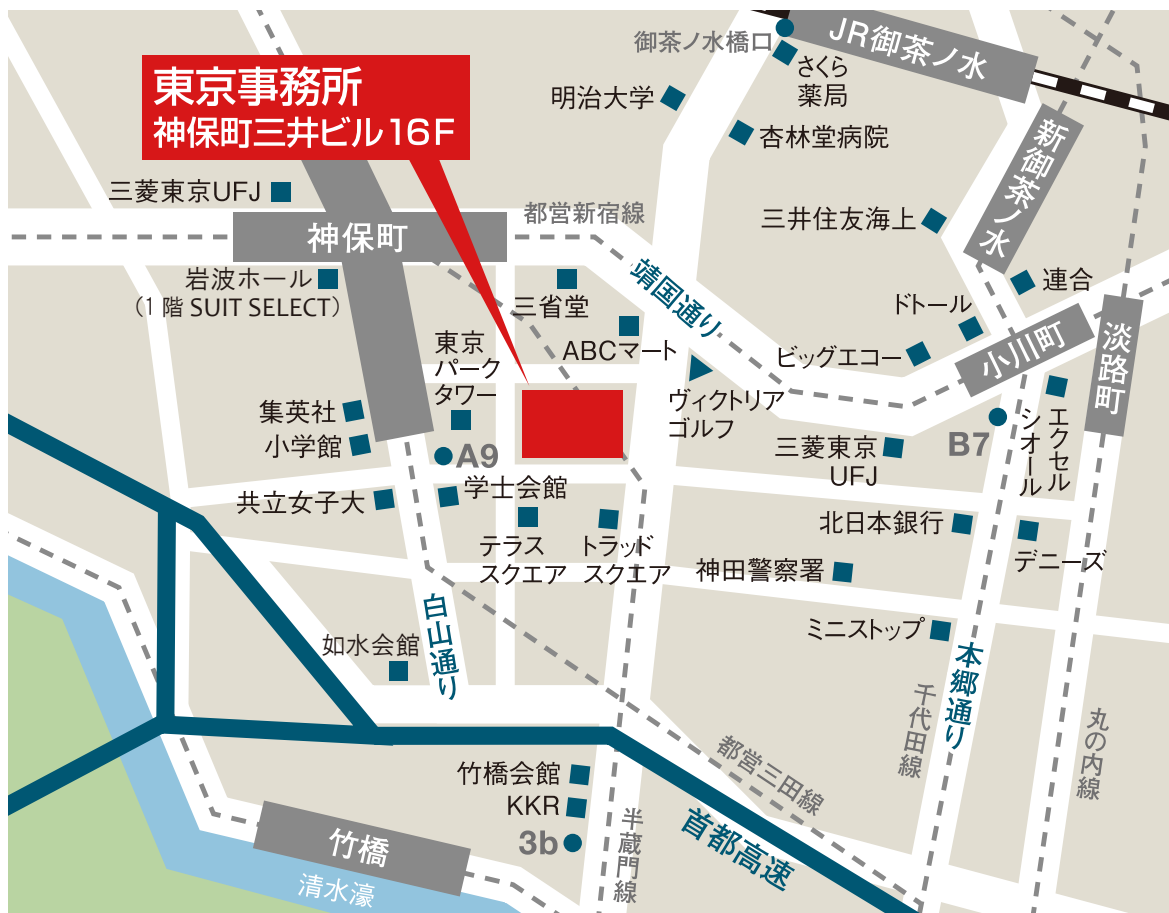 御茶ノ水橋口
JR御茶ノ水
さくら
薬局
東京事務所
神保町三井ビル16F
明治大学
杏林堂病院
新御茶ノ水
三菱東京UFJ
都営新宿線
三井住友海上
神保町
岩波ホール
（1階 SUIT SELECT）
三省堂
靖国通り
連合
ドトール
ABCマート
東京
パーク
タワー
ビッグエコー
小川町
淡路町
ヴィクトリア
ゴルフ
集英社
小学館
A9
三菱東京
UFJ
B7
エクセル
シオール
共立女子大
学士会館
テラス
スクエア
トラッド
スクエア
北日本銀行
デニーズ
神田警察署
白山通り
如水会館
ミニストップ
本郷通り
千代田線
丸の内線
都営三田線
竹橋会館
KKR
3b
半蔵門線
首都高速
竹橋
清水濠